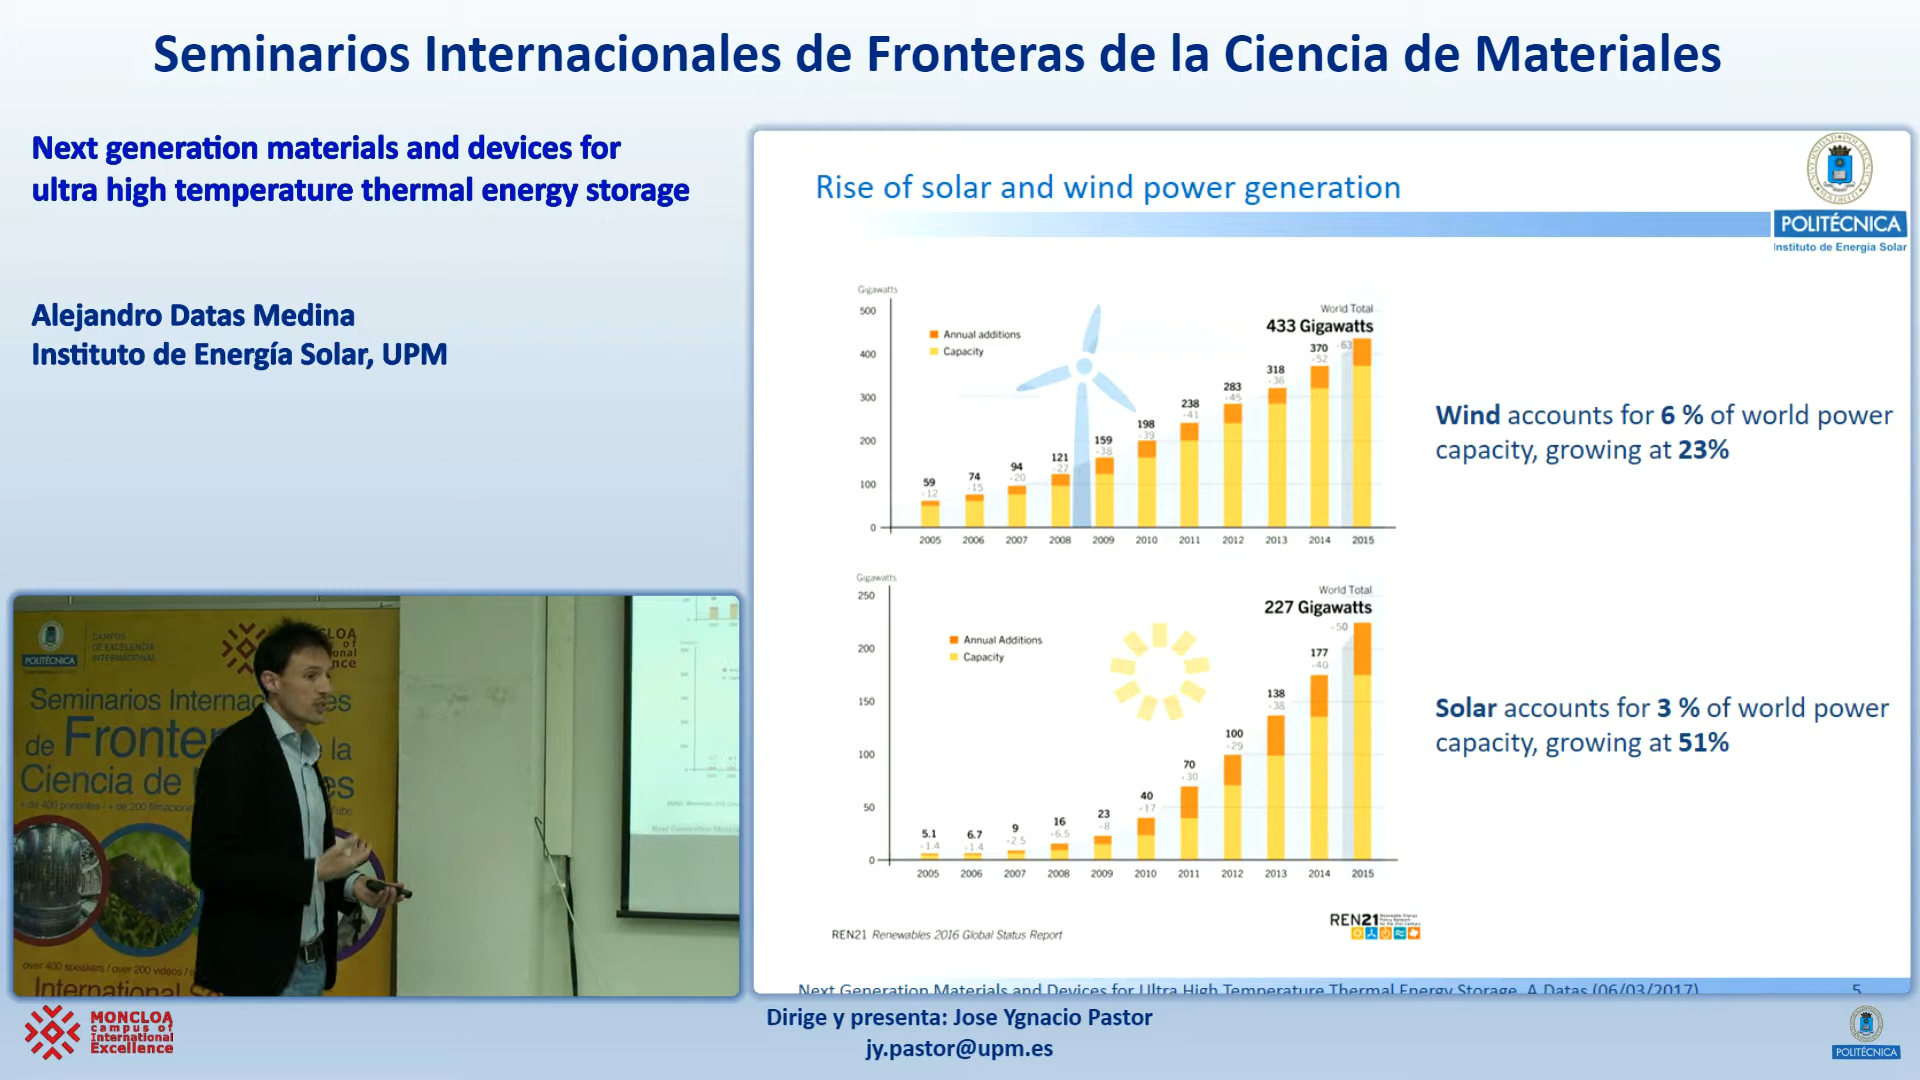 Seminarios Internacionales de Fronteras de la Ciencia de Materiales
Next generation materials and devices for
ultra high temperature thermal energy storage
Alejandro Datas Medina
Instituto de Energía Solar, UPM
Rise of solar and wind power generation
POLITÉCNICA
Instituto de Energía Solar
Gigawatts
World Total
433 Gigawatts
Annual additions
Capacity
500
400
300
200
100
0
59 74 94 121 159 198 238 283 318 370
-12 -15 -20 -27 -38 -39 -41 -45 -36 -52 -63
2005 2006 2007 2008 2009 2010 2011 2012 2013 2014 2015
Wind accounts for 6 % of world power
capacity, growing at 23%
Gigawatts
World Total
227 Gigawatts
Annual Additions
Capacity
250
200
150
100
50
0
5.1 6.7 9 16 23 40 70 100 138 177
-1.4 -1.4 -2.5 -6.5 -8 -17 -30 -29 -38 -40 -50
2005 2006 2007 2008 2009 2010 2011 2012 2013 2014 2015
Solar accounts for 3 % of world power
capacity, growing at 51%
REN21 Renewables 2016 Global Status Report
REN21
Next Generation Materials and Devices for Ultra High Temperature Thermal Energy Storage. A Datas (06/03/2017)
5
CAMPUS
DE EXCELENCIA
INTERNACIONAL
POLITÉCNICA
Seminarios
de
la
Ciencia de
over 400 speakers / over 200 videos
International
MONCLOA
campus of
International
Excellence
Dirige y presenta: Jose Ygnacio Pastor
jy.pastor@upm.es
POLITÉCNICA